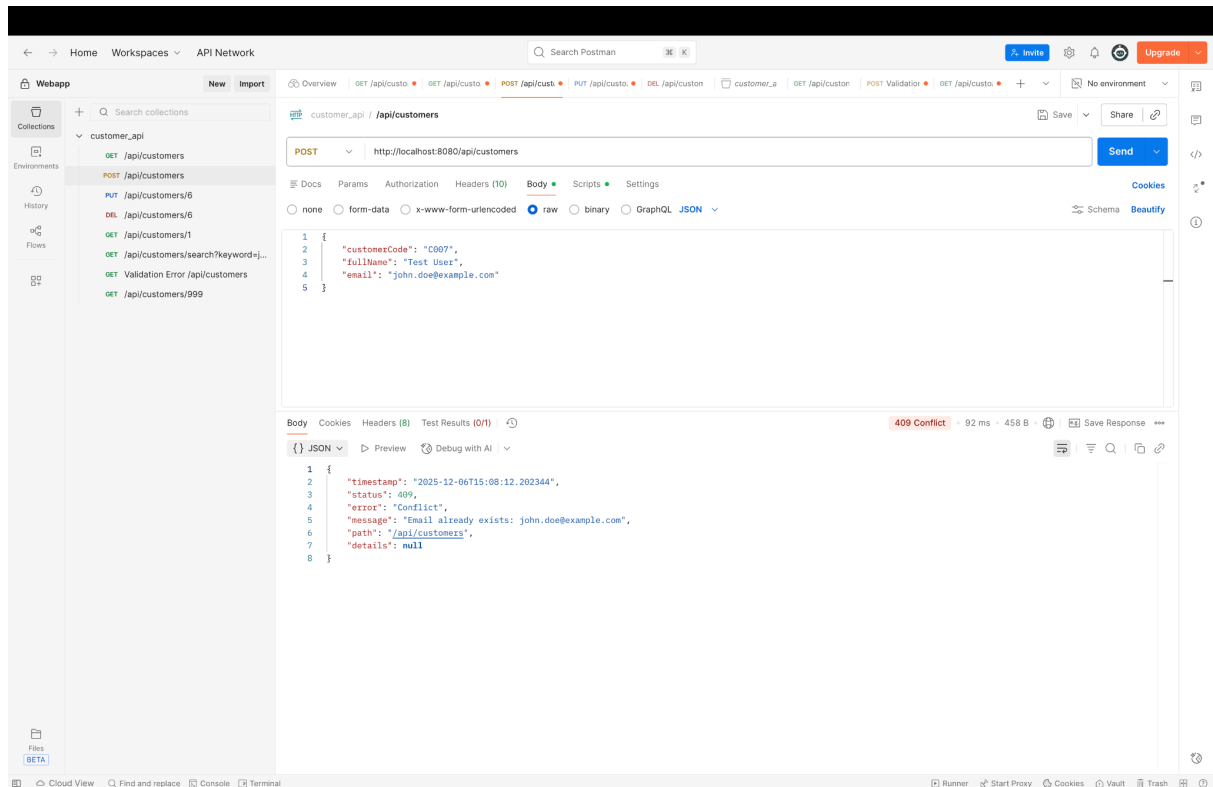 Home Workspaces API Network Search Postman ⌘ K Invite Upgrade
Webapp New Import Overview GET /api/custo. GET /api/custo. POST /api/cust. PUT /api/custo. DEL /api/custon customer_a GET /api/custon POST Validation GET /api/custo. No environment
Collections
Environments
History
Flows
Search collections
customer_api
GET /api/customers
POST /api/customers
PUT /api/customers/6
DEL /api/customers/6
GET /api/customers/1
GET /api/customers/search?keyword=j...
GET Validation Error /api/customers
GET /api/customers/999
HTTP customer_api / /api/customers Save Share
POST http://localhost:8080/api/customers Send
Docs Params Authorization Headers (10) Body Scripts Settings Cookies
none form-data x-www-form-urlencoded raw binary GraphQL JSON Schema Beautify
1 {
2 "customerCode": "C007",
3 "fullName": "Test User",
4 "email": "john.doe@example.com"
5 }
Body Cookies Headers (8) Test Results (0/1) 409 Conflict 92 ms 458 B Save Response
{} JSON Preview Debug with AI
1 {
2 "timestamp": "2025-12-06T15:08:12.202344",
3 "status": 409,
4 "error": "Conflict",
5 "message": "Email already exists: john.doe@example.com",
6 "path": "/api/customers",
7 "details": null
8 }
Files
BETA
Cloud View Find and replace Console Terminal Runner Start Proxy Cookies Vault Trash